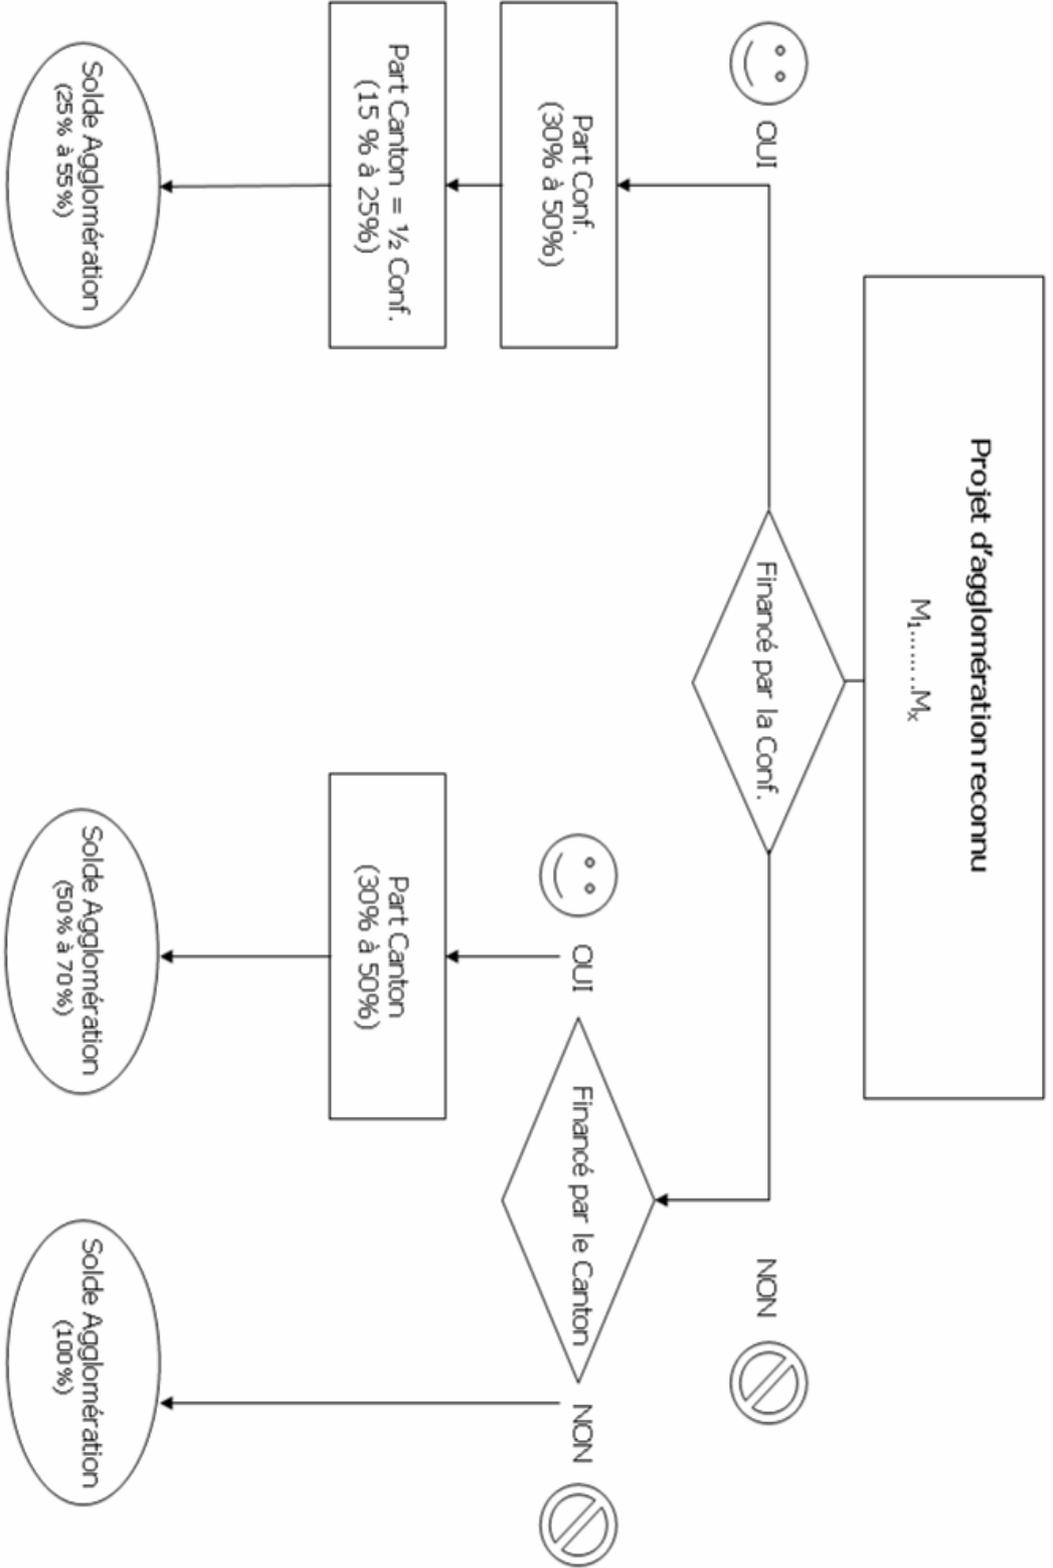 Projet d'agglomération reconnu
M₁........Mₓ
Financé par la Conf.
OUI
NON
Part Conf.
(30% à 50%)
Part Canton = ½ Conf.
(15 % à 25%)
Solde Agglomération
(25% à 55%)
Financé par le Canton
OUI
NON
Part Canton
(30% à 50%)
Solde Agglomération
(50% à 70%)
Solde Agglomération
(100%)